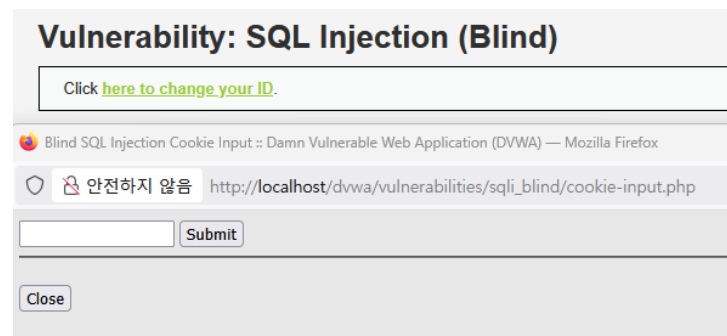 Vulnerability: SQL Injection (Blind)
Click here to change your ID.
Blind SQL Injection Cookie Input :: Damn Vulnerable Web Application (DVWA) — Mozilla Firefox
안전하지 않음 http://localhost/dvwa/vulnerabilities/sqli_blind/cookie-input.php
Submit
Close